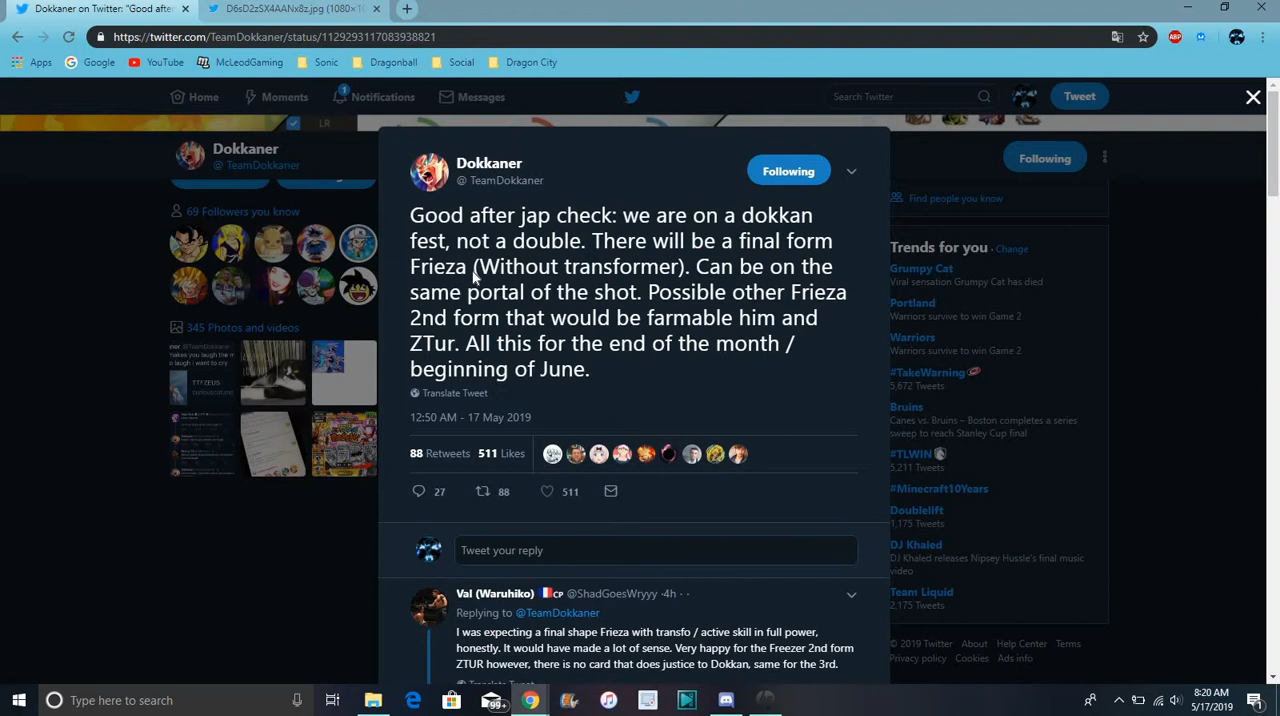 Dokkaner on Twitter: "Good after
D6sD2zSX4AANx8z.jpg (1080×1
https://twitter.com/TeamDokkaner/status/1129293117083938821
ABP
Apps
Google
YouTube
McLeodGaming
Sonic
Dragonball
Social
Dragon City
Home
Moments
1
Notifications
Messages
Search Twitter
Tweet
LR
Dokkaner
@ TeamDokkaner
Following
69 Followers you know
345 Photos and videos
Dokkaner
@ TeamDokkaner
Following
Good after jap check: we are on a dokkan
fest, not a double. There will be a final form
Frieza (Without transformer). Can be on the
same portal of the shot. Possible other Frieza
2nd form that would be farmable him and
ZTur. All this for the end of the month /
beginning of June.
Translate Tweet
12:50 AM - 17 May 2019
88 Retweets 511 Likes
27
88
511
Tweet your reply
Val (Waruhiko) CP @ShadGoesWryyy ·4h · ·
Replying to @TeamDokkaner
I was expecting a final shape Frieza with transfo / active skill in full power,
honestly. It would have made a lot of sense. Very happy for the Freezer 2nd form
ZTUR however, there is no card that does justice to Dokkan, same for the 3rd.
Translate Tweet
Find people you know
Trends for you · Change
Grumpy Cat
Viral sensation Grumpy Cat has died
Portland
Warriors survive to win Game 2
Warriors
Warriors survive to win Game 2
#TakeWarning
5,672 Tweets
Bruins
Canes vs. Bruins – Boston completes a series
sweep to reach Stanley Cup final
#TLWIN
5,211 Tweets
#Minecraft10Years
Doublelift
1,175 Tweets
DJ Khaled
DJ Khaled releases Nipsey Hussle's final music
video
Team Liquid
2,175 Tweets
© 2019 Twitter About Help Center Terms
Privacy policy Cookies Ads info
Type here to search
99+
8:20 AM
5/17/2019
1